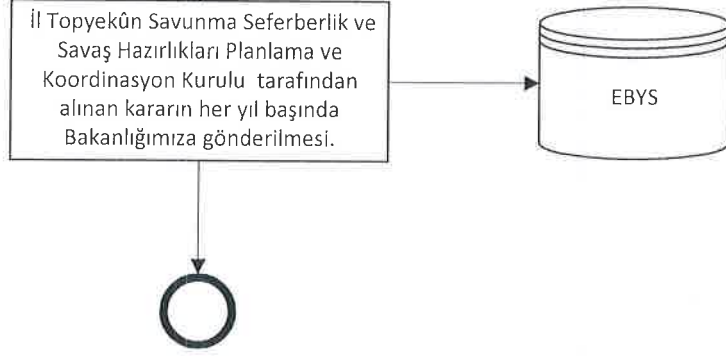 İl Topyekûn Savunma Seferberlik ve
Savaş Hazırlıkları Planlama ve
Koordinasyon Kurulu tarafından
alınan kararın her yıl başında
Bakanlığımıza gönderilmesi.
EBYS